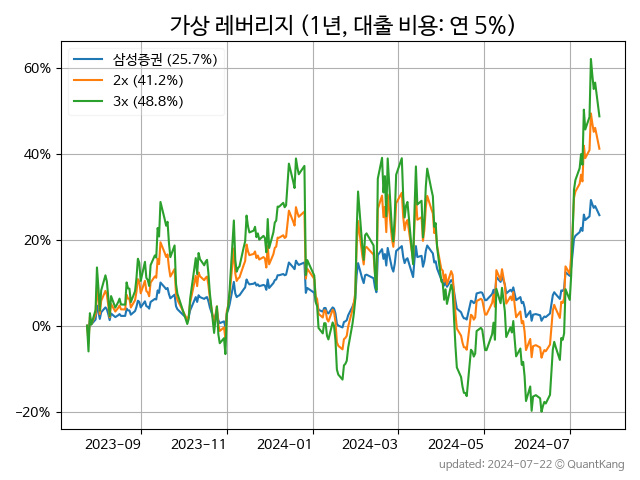 가상 레버리지 (1년, 대출 비용: 연 5%)
삼성증권 (25.7%)
2x (41.2%)
3x (48.8%)
60%
40%
20%
0%
−20%
2023-09 2023-11 2024-01 2024-03 2024-05 2024-07
updated: 2024-07-22 © QuantKang